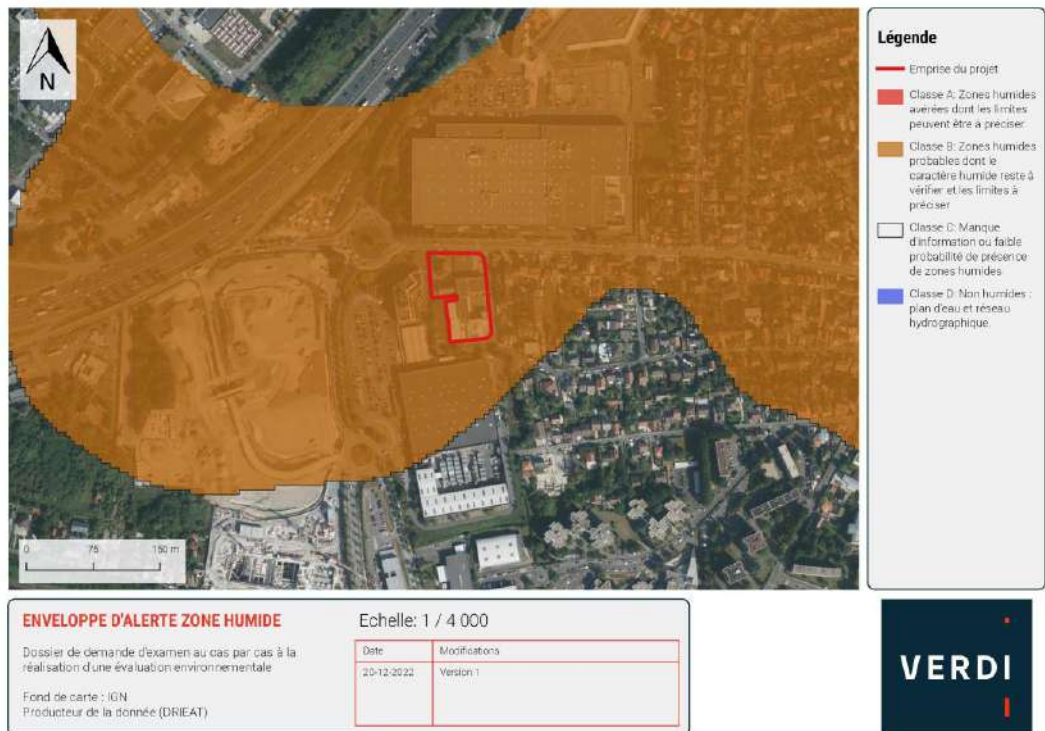 N
0 75 150 m
Légende
Emprise du projet
Classe A: Zones humides
avérées dont les limites
peuvent être à préciser
Classe B: Zones humides
probables dont le
caractère humide reste à
vérifier et les limites à
préciser
Classe C: Manque
d'information ou faible
probabilité de présence
de zones humides
Classe D: Non humides :
plan d'eau et réseau
hydrographique.
ENVELOPPE D'ALERTE ZONE HUMIDE
Dossier de demande d'examen au cas par cas à la
réalisation d'une évaluation environnementale
Fond de carte : IGN
Producteur de la donnée (DRIEAT)
Echelle: 1 / 4 000
Date Modifications
20-12-2022 Version 1
VERDI